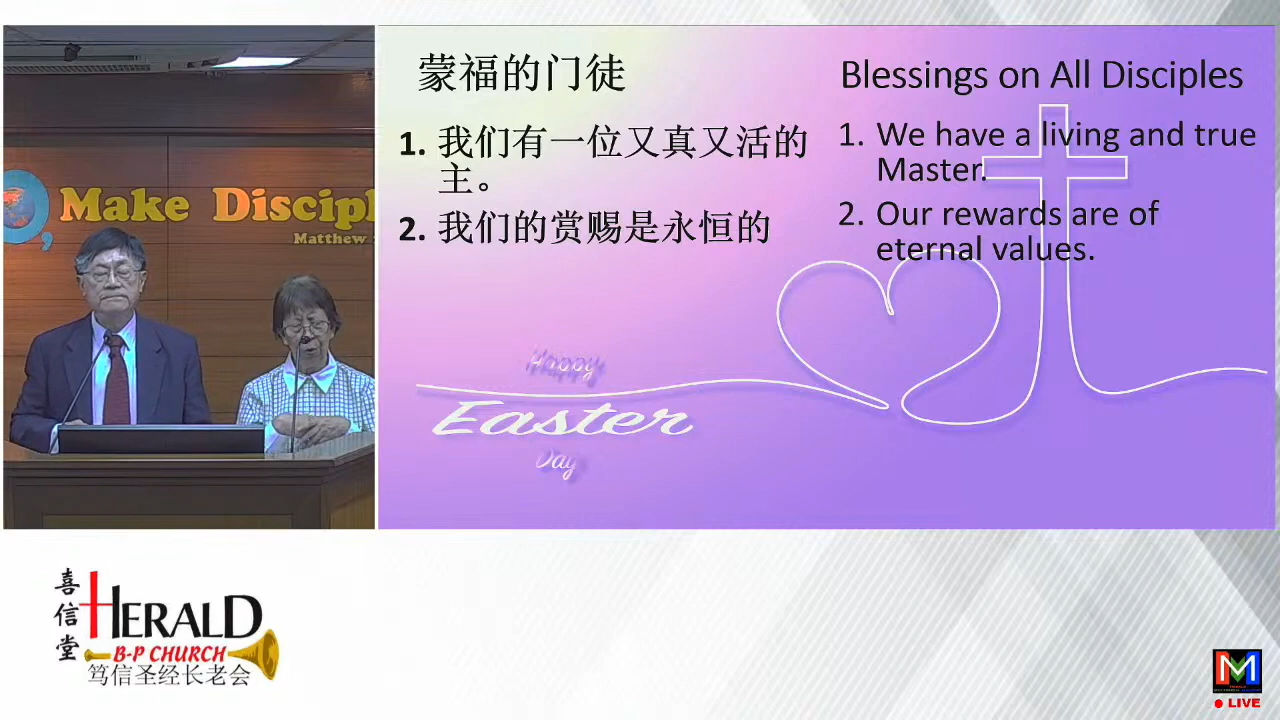 蒙福的门徒
1. 我们有一位又真又活的
主。
2. 我们的赏赐是永恒的
Blessings on All Disciples
1. We have a living and true
Master.
2. Our rewards are of
eternal values.
Happy
Easter
Day
Make Discipl
Matthew
喜信堂
HERALD
B-P CHURCH
笃信圣经长老会
M
LIVE